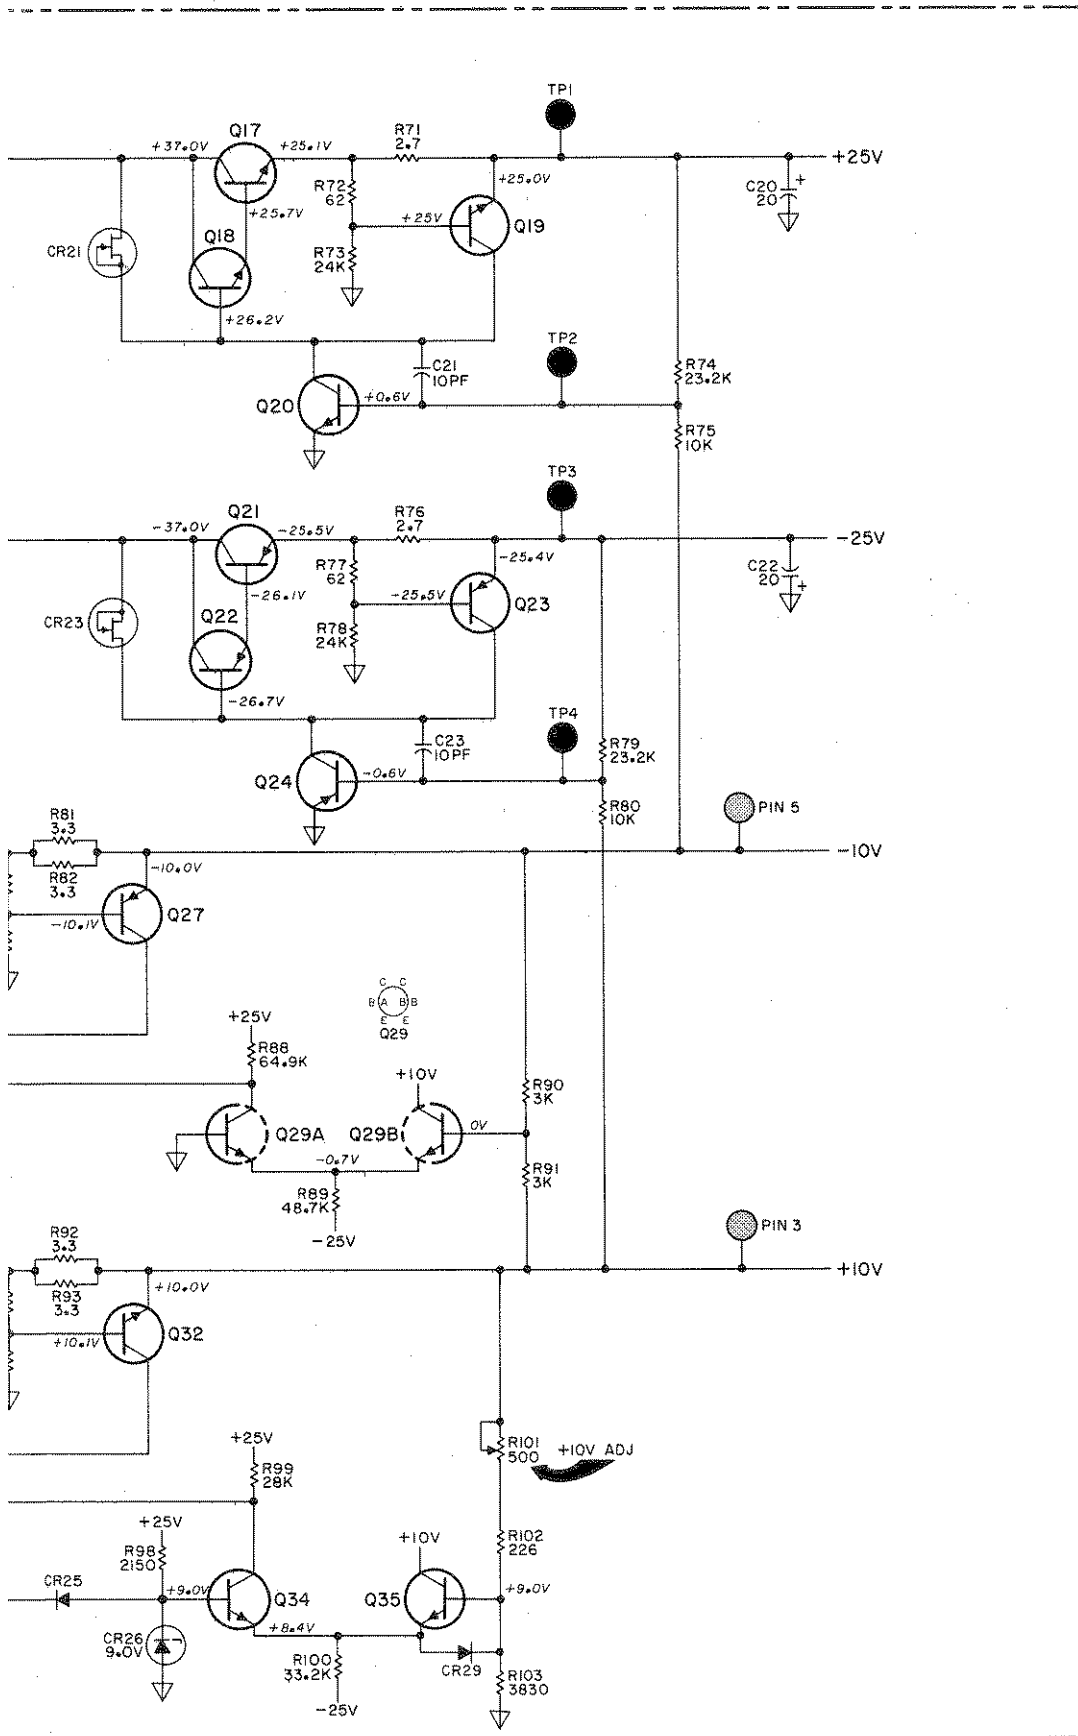 TP1
Q17
+37.0V
+25.1V
R71
2.7
+25V
R72
62
+25.0V
C20
20
+
+25.7V
+25V
Q19
Q18
CR21
R73
24K
+26.2V
TP2
C21
10PF
R74
23.2K
Q20
+0.6V
R75
10K
TP3
Q21
-37.0V
-25.5V
R76
2.7
-25V
-25.4V
R77
62
C22
20
+
-26.1V
-25.5V
Q23
CR23
Q22
R78
24K
-26.7V
TP4
C23
10PF
R79
23.2K
Q24
-0.6V
R80
10K
PIN 5
R81
3.3
-10V
R82
3.3
-10.0V
-10.1V
Q27
C C
B A B B
E E
Q29
+25V
R88
64.9K
+10V
R90
3K
Q29A
Q29B
0V
-0.7V
R91
3K
R89
48.7K
-25V
PIN 3
R92
3.3
+10V
R93
3.3
+10.0V
+10.1V
Q32
+25V
R101
500
+10V ADJ
R99
28K
+25V
+10V
R102
226
R98
2150
CR25
+9.0V
Q34
Q35
+9.0V
+8.4V
CR26
9.0V
R100
33.2K
CR29
R103
3830
-25V